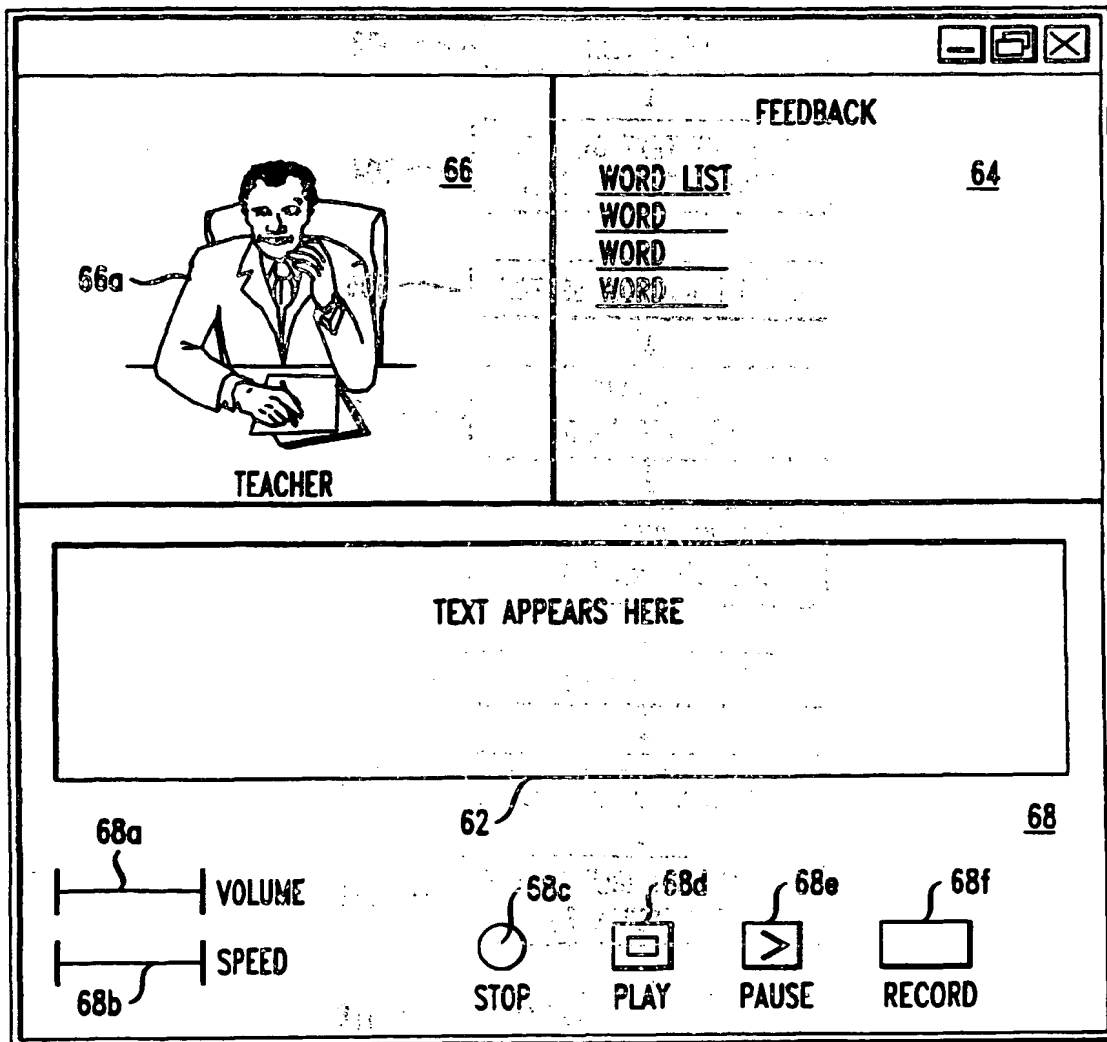 FEEDBACK
66
WORD LIST
64
WORD
WORD
66a
WORD
TEACHER
TEXT APPEARS HERE
62
68
68a
VOLUME
68c
68d
68e
68f
SPEED
68b
STOP
PLAY
PAUSE
RECORD